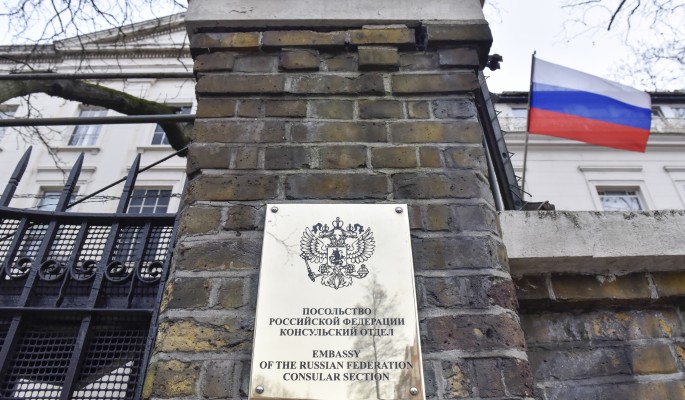 ПОСОЛЬСТВО
РОССИЙСКОЙ ФЕДЕРАЦИИ
КОНСУЛЬСКИЙ ОТДЕЛ
EMBASSY
OF THE RUSSIAN FEDERATION
CONSULAR SECTION